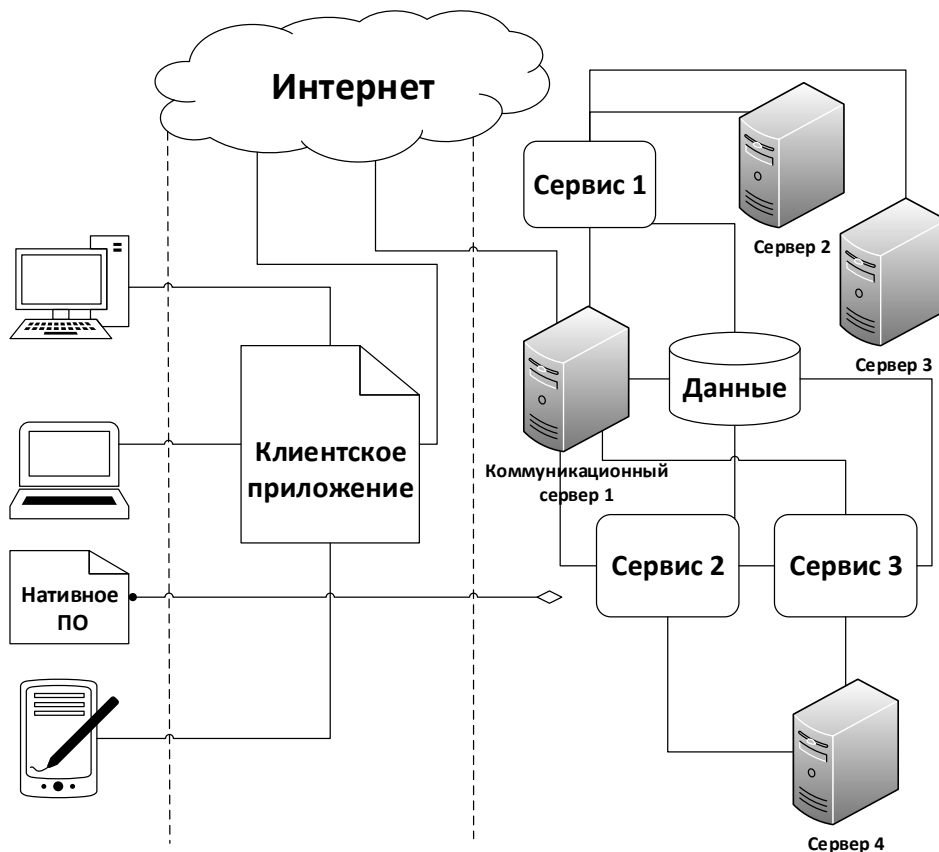 Интернет
Сервис 1
Сервер 2
Сервер 3
Данные
Клиентское
приложение
Коммуникационный
сервер 1
Сервис 2
Сервис 3
Нативное
ПО
Сервер 4